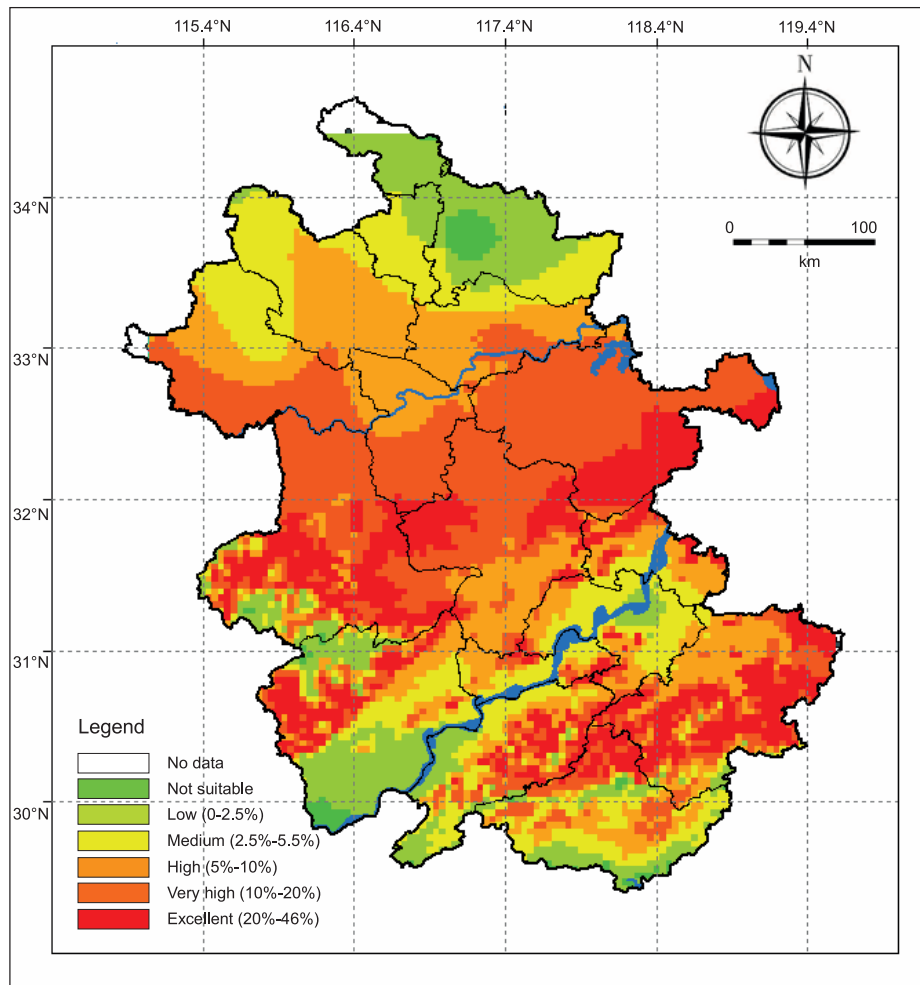 115.4°N 116.4°N 117.4°N 118.4°N 119.4°N
N
34°N
0 100
km
33°N
32°N
31°N
30°N
Legend
No data
Not suitable
Low (0-2.5%)
Medium (2.5%-5.5%)
High (5%-10%)
Very high (10%-20%)
Excellent (20%-46%)